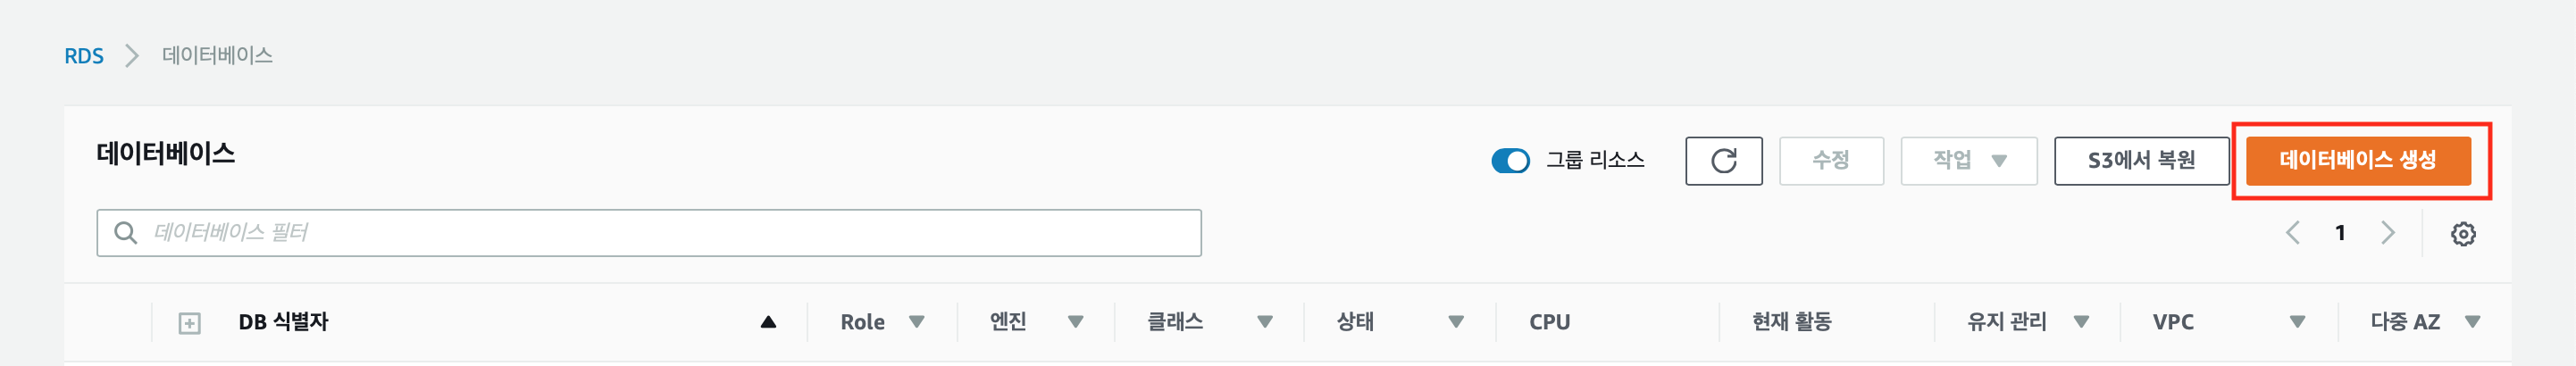 RDS 데이터베이스
데이터베이스 그룹 리소스 수정 작업 S3에서 복원 데이터베이스 생성
데이터베이스 필터 1
DB 식별자 Role 엔진 클래스 상태 CPU 현재 활동 유지 관리 VPC 다중 AZ